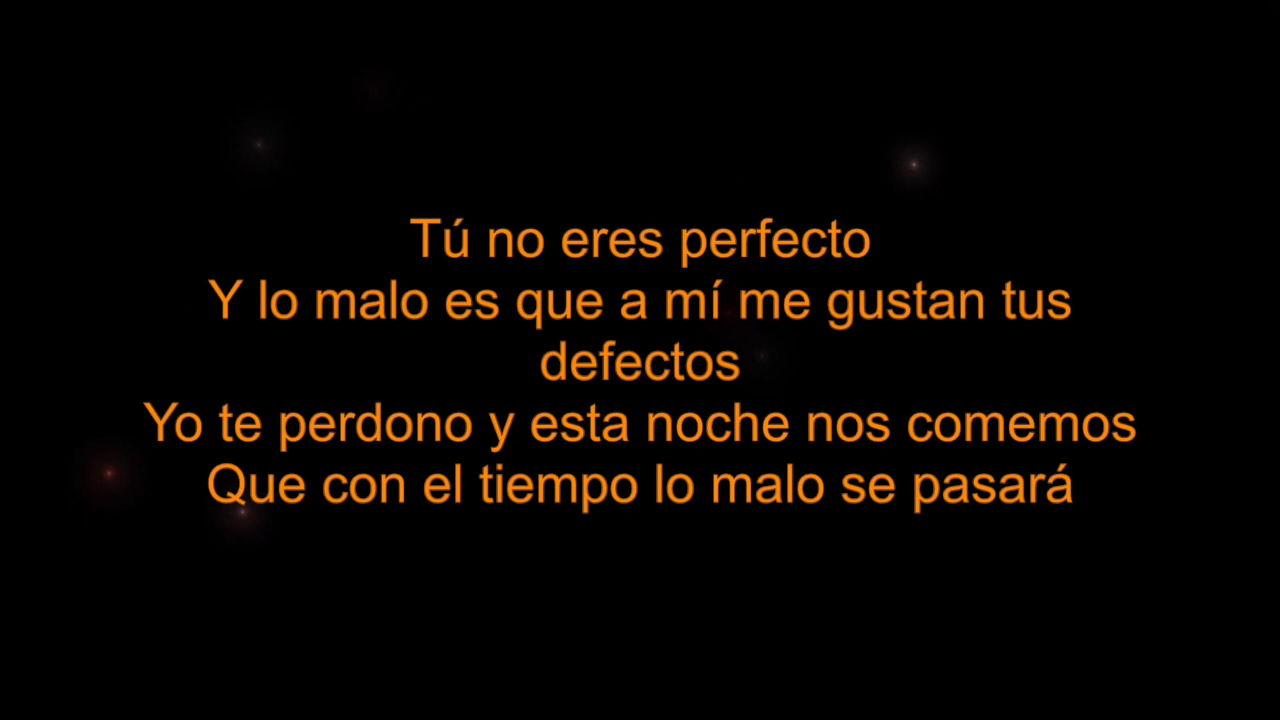 Tú no eres perfecto
Y lo malo es que a mí me gustan tus
defectos
Yo te perdono y esta noche nos comemos
Que con el tiempo lo malo se pasará